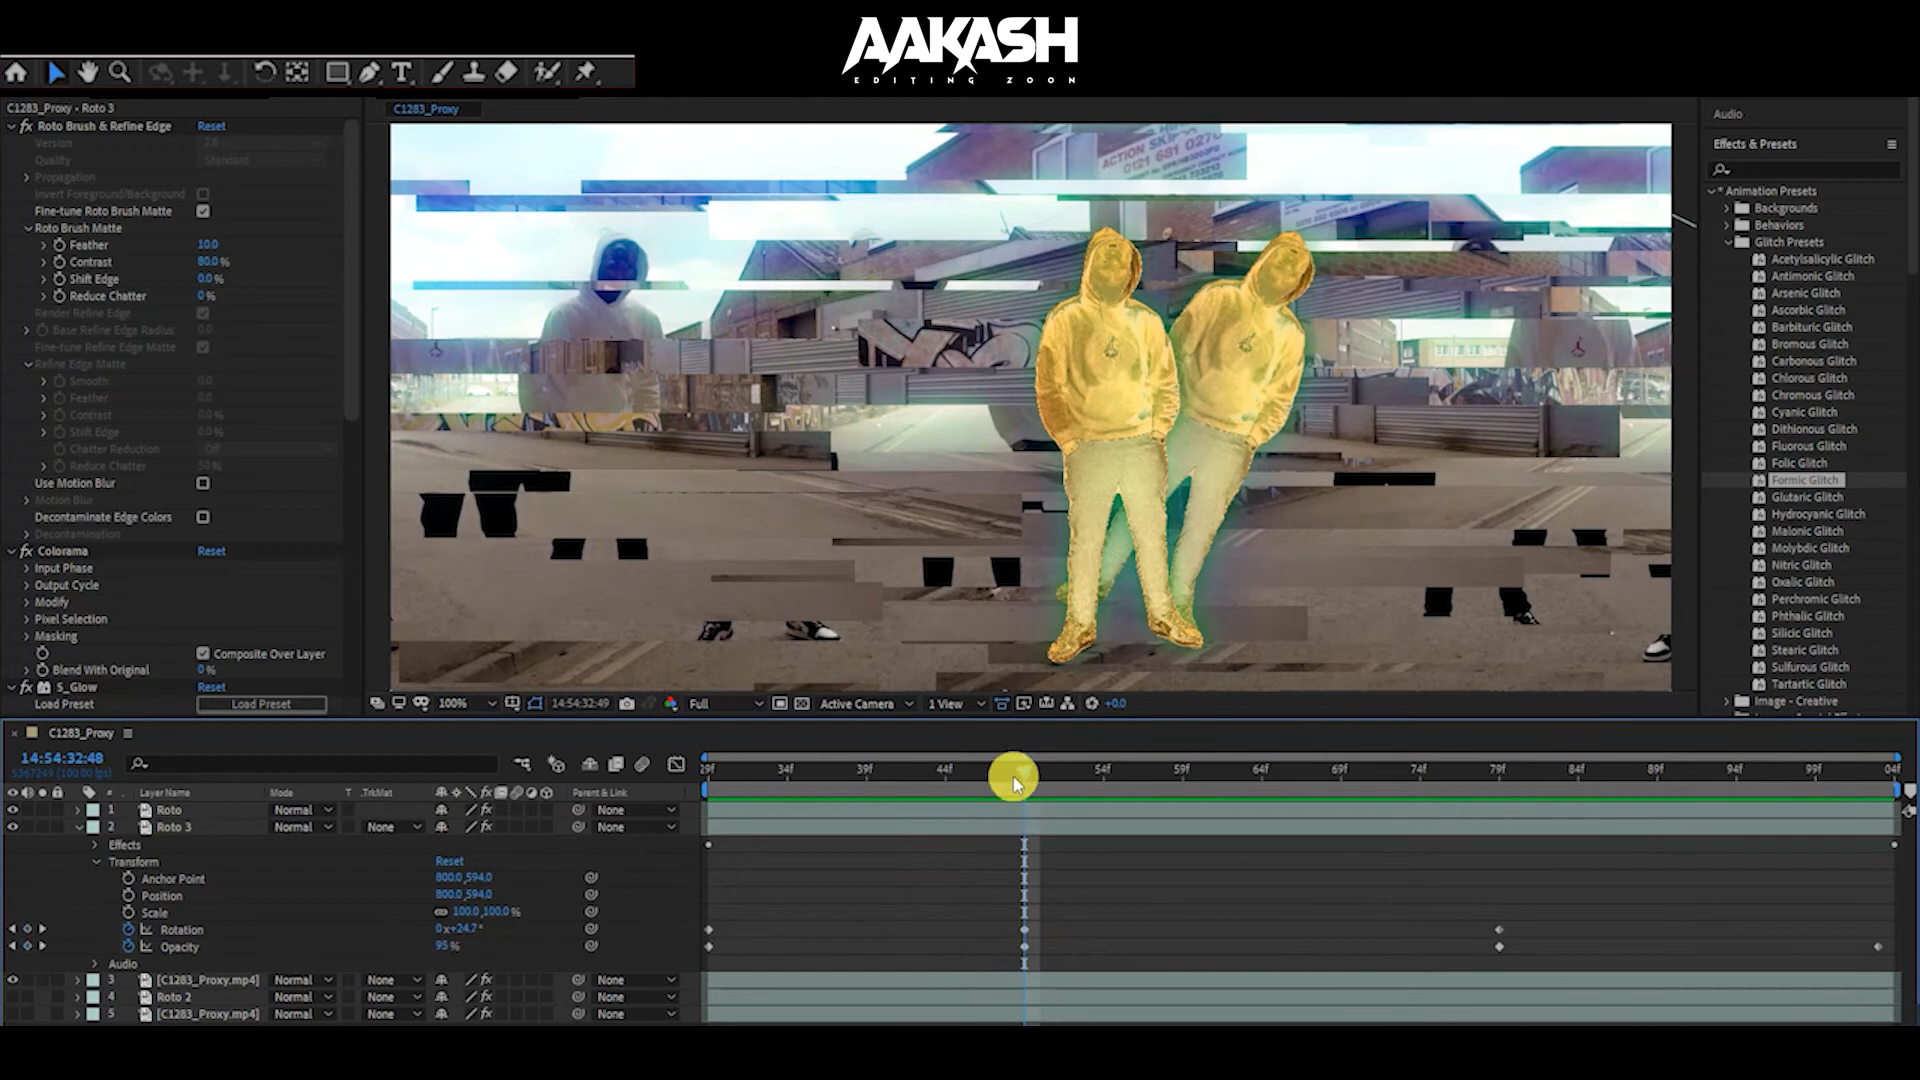 AAKASH
EDITING ZOON
C1283_Proxy - Roto 3
fx Roto Brush & Refine Edge Reset
Version 2.0
Quality Standard
Propagation
Invert Foreground/Background
Fine-tune Roto Brush Matte
Roto Brush Matte
Feather 10.0
Contrast 80.0 %
Shift Edge 0.0 %
Reduce Chatter 0 %
Render Refine Edge
Base Refine Edge Radius 0.0
Fine-tune Refine Edge Matte
Refine Edge Matte
Smooth 0.0
Feather 0.0
Contrast 0.0 %
Shift Edge 0.0 %
Chatter Reduction Off
Reduce Chatter 50 %
Use Motion Blur
Motion Blur
Decontaminate Edge Colors
Decontamination
fx Colorama Reset
Input Phase
Output Cycle
Modify
Pixel Selection
Masking
Composite Over Layer
Blend With Original 0 %
fx S_Glow Reset
Load Preset Load Preset
C1283_Proxy
ACTION SKIP
0121 681 0270
100% 14:54:32:49 Full Active Camera 1 View +0.0
Audio
Effects & Presets
* Animation Presets
Backgrounds
Behaviors
Glitch Presets
Acetylsalicylic Glitch
Antimonic Glitch
Arsenic Glitch
Ascorbic Glitch
Barbituric Glitch
Bromous Glitch
Carbonous Glitch
Chlorous Glitch
Chromous Glitch
Cyanic Glitch
Dithionous Glitch
Fluorous Glitch
Folic Glitch
Formic Glitch
Glutaric Glitch
Hydrocyanic Glitch
Malonic Glitch
Molybdic Glitch
Nitric Glitch
Oxalic Glitch
Perchromic Glitch
Phthalic Glitch
Silicic Glitch
Stearic Glitch
Sulfurous Glitch
Tartartic Glitch
Image - Creative
C1283_Proxy
14:54:32:48
5367249 (100.00 fps)
29f 34f 39f 44f 54f 59f 64f 69f 74f 79f 84f 89f 94f 99f 04f
# Layer Name Mode T .TrkMat Parent & Link
1 Roto Normal None
2 Roto 3 Normal None None
Effects
Transform Reset
Anchor Point 800.0,594.0
Position 800.0,594.0
Scale 100.0,100.0 %
Rotation 0x+24.7°
Opacity 95 %
Audio
3 [C1283_Proxy.mp4] Normal None None
4 Roto 2 Normal None None
5 [C1283_Proxy.mp4] Normal None None